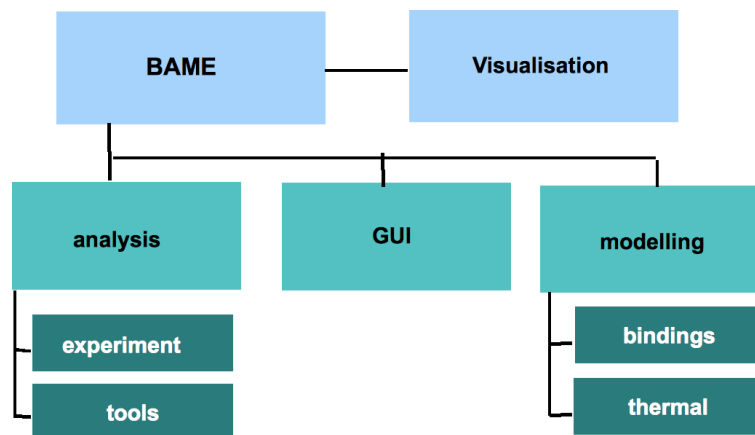 BAME
Visualisation
analysis
GUI
modelling
experiment
tools
bindings
thermal